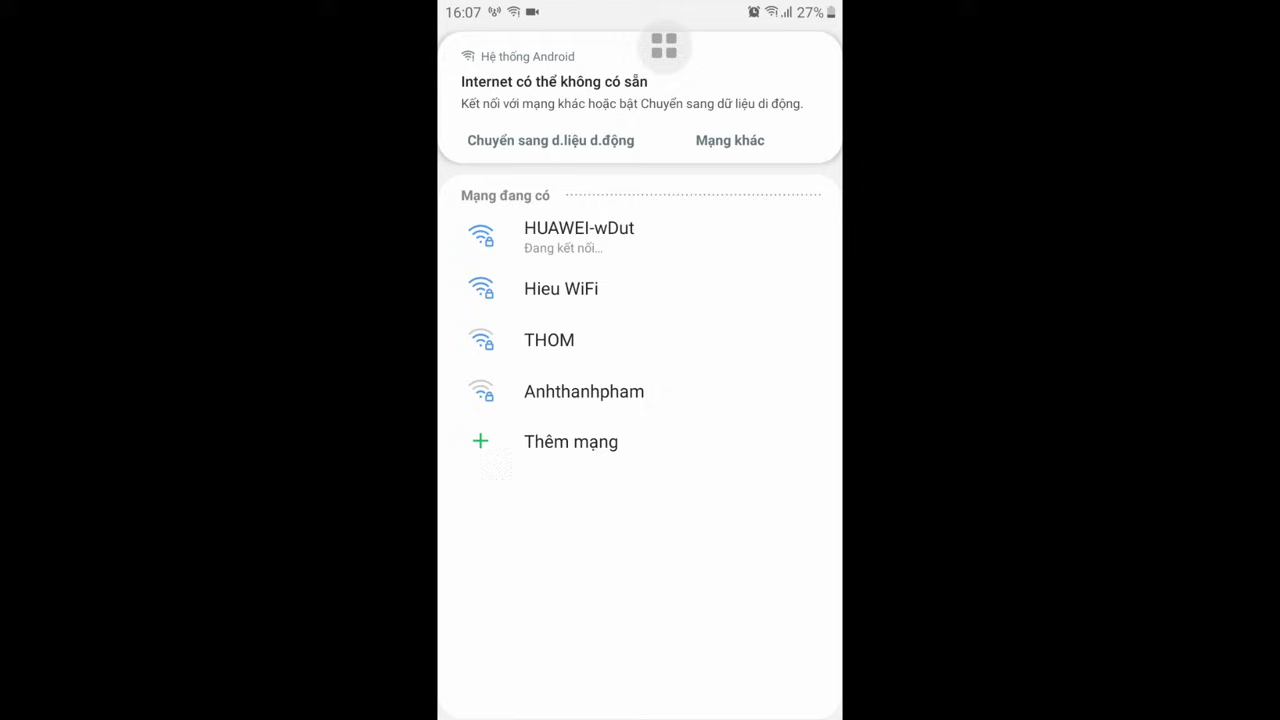 16:07 27%
Hệ thống Android
Internet có thể không có sẵn
Kết nối với mạng khác hoặc bật Chuyển sang dữ liệu di động.
Chuyển sang d.liệu d.động Mạng khác
Mạng đang có
HUAWEI-wDut
Đang kết nối...
Hieu WiFi
THOM
Anhthanhpham
Thêm mạng